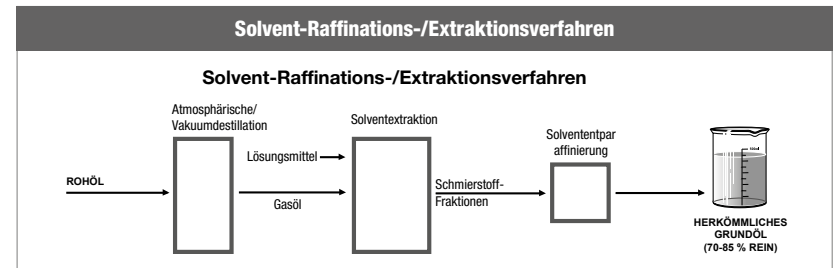 Solvent-Raffinations-/Extraktionsverfahren
Solvent-Raffinations-/Extraktionsverfahren
Atmosphärische/
Vakuumdestillation
Solventextraktion
Solvententpar
affinierung
Lösungsmittel
ROHÖL
Gasöl
Schmierstoff-
Fraktionen
HERKÖMMLICHES
GRUNDÖL
(70-85 % REIN)